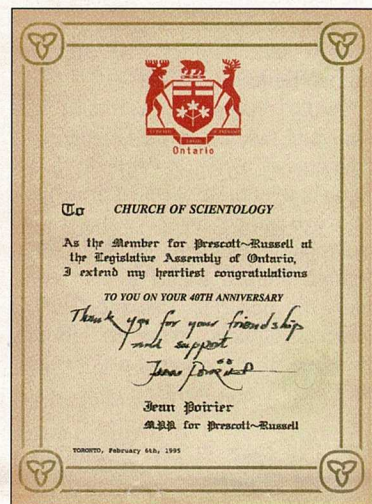 Ontario
To CHURCH OF SCIENTOLOGY
As the Member for Prescott~Russell at
the Legislative Assembly of Ontario,
I extend my heartiest congratulations
TO YOU ON YOUR 40TH ANNIVERSARY
Thank you for your friendship
and support
Jean Poirier
Jean Poirier
M.P.P. for Prescott~Russell
TORONTO, February 6th, 1995